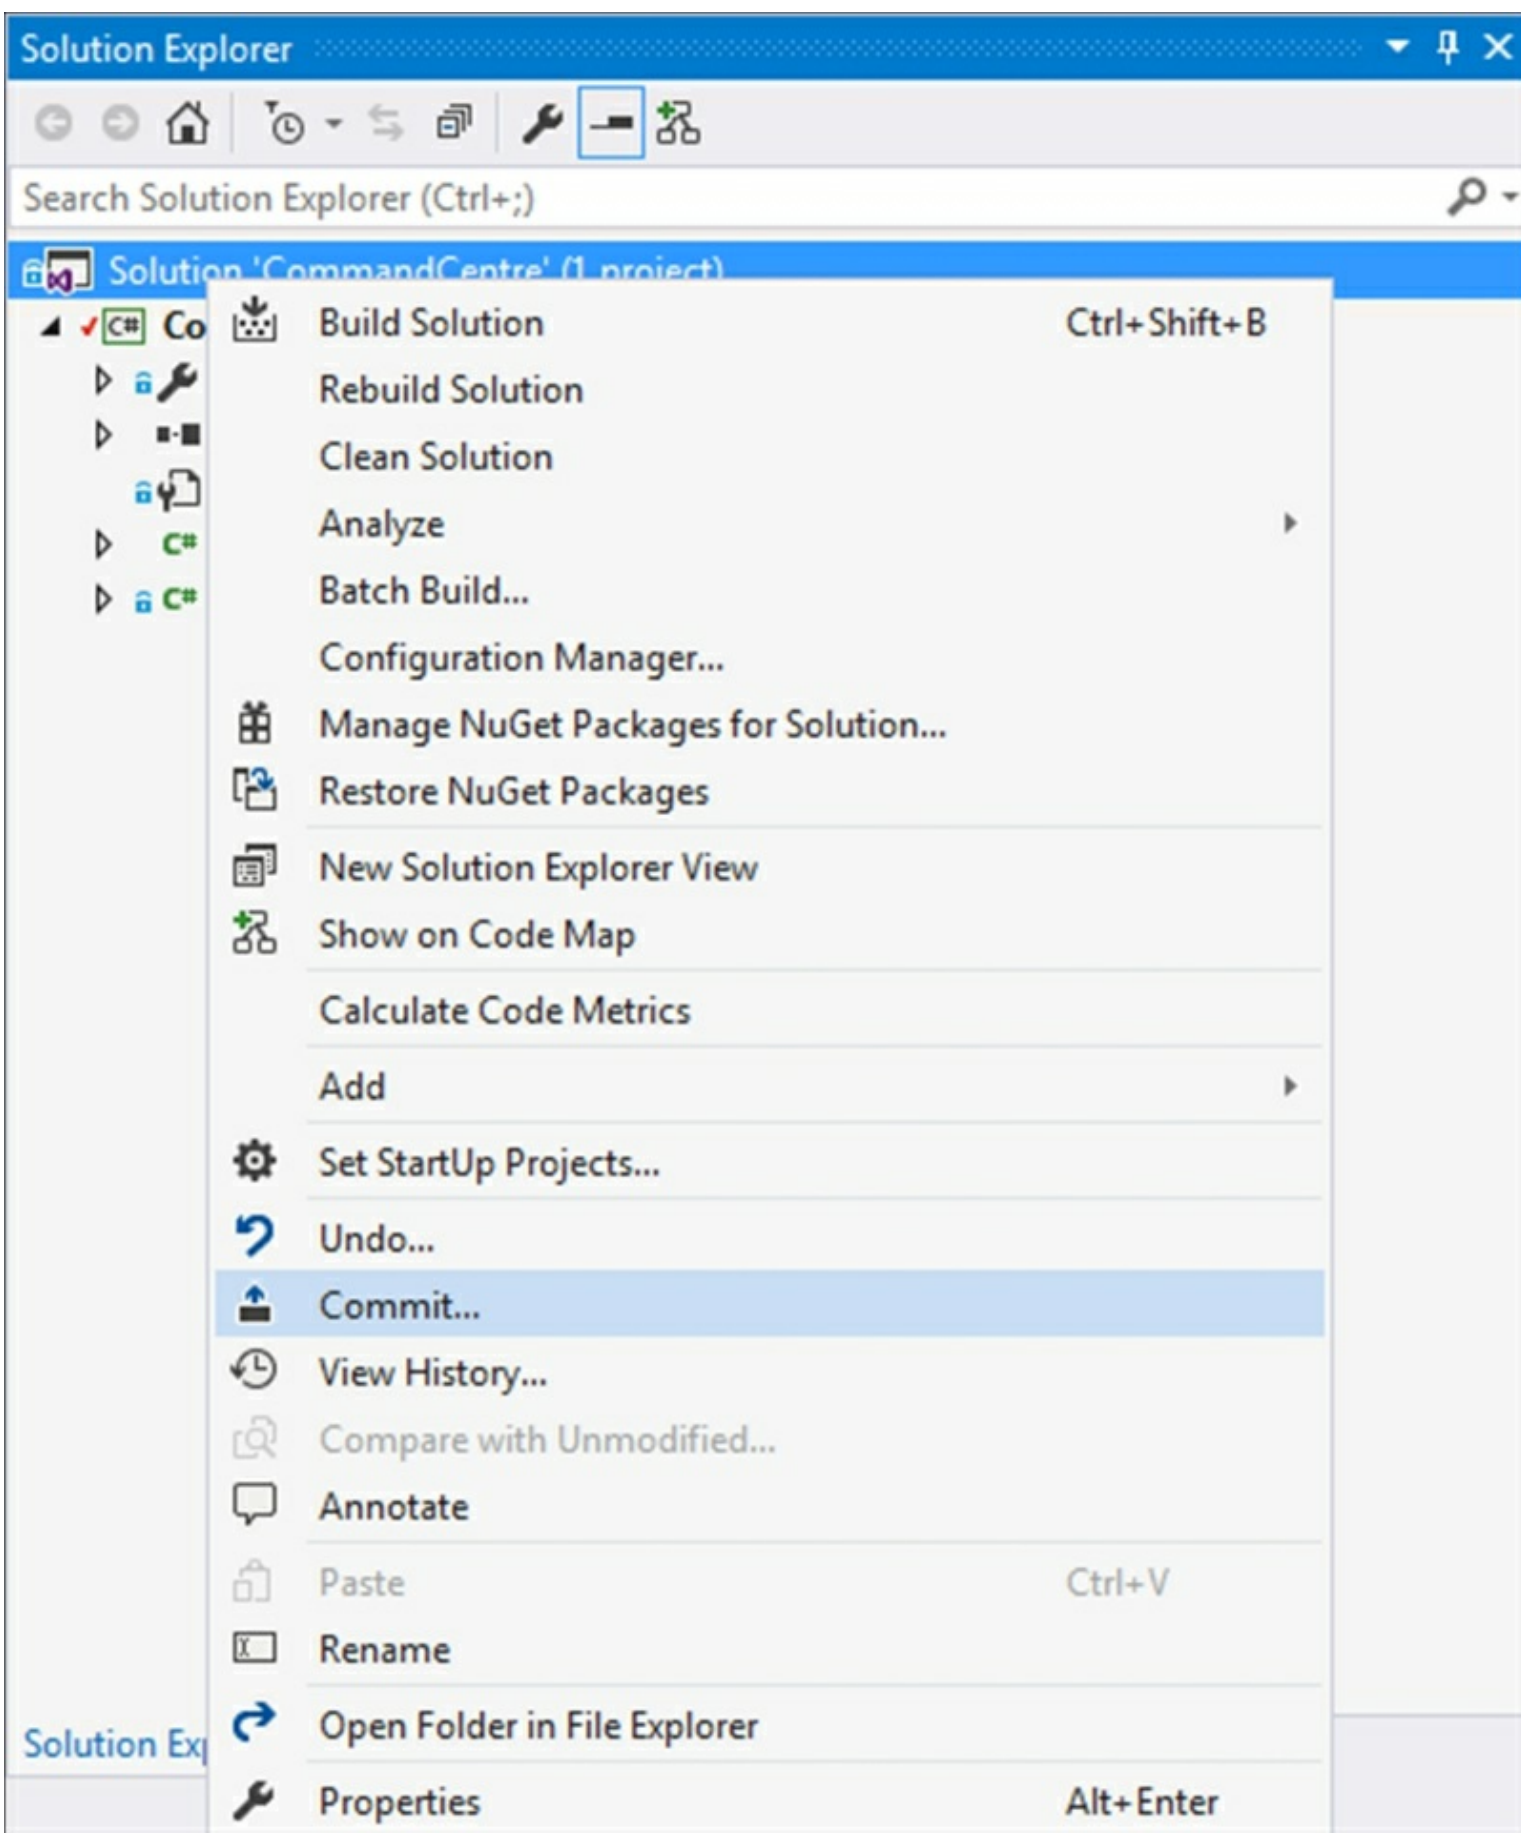 Solution Explorer
Search Solution Explorer (Ctrl+;)
Solution 'CommandCentre' (1 project)
C# Co
Build Solution Ctrl+Shift+B
Rebuild Solution
Clean Solution
Analyze
C#
Batch Build...
C#
Configuration Manager...
Manage NuGet Packages for Solution...
Restore NuGet Packages
New Solution Explorer View
Show on Code Map
Calculate Code Metrics
Add
Set StartUp Projects...
Undo...
Commit...
View History...
Compare with Unmodified...
Annotate
Paste Ctrl+V
Rename
Open Folder in File Explorer
Solution Exp
Properties Alt+Enter